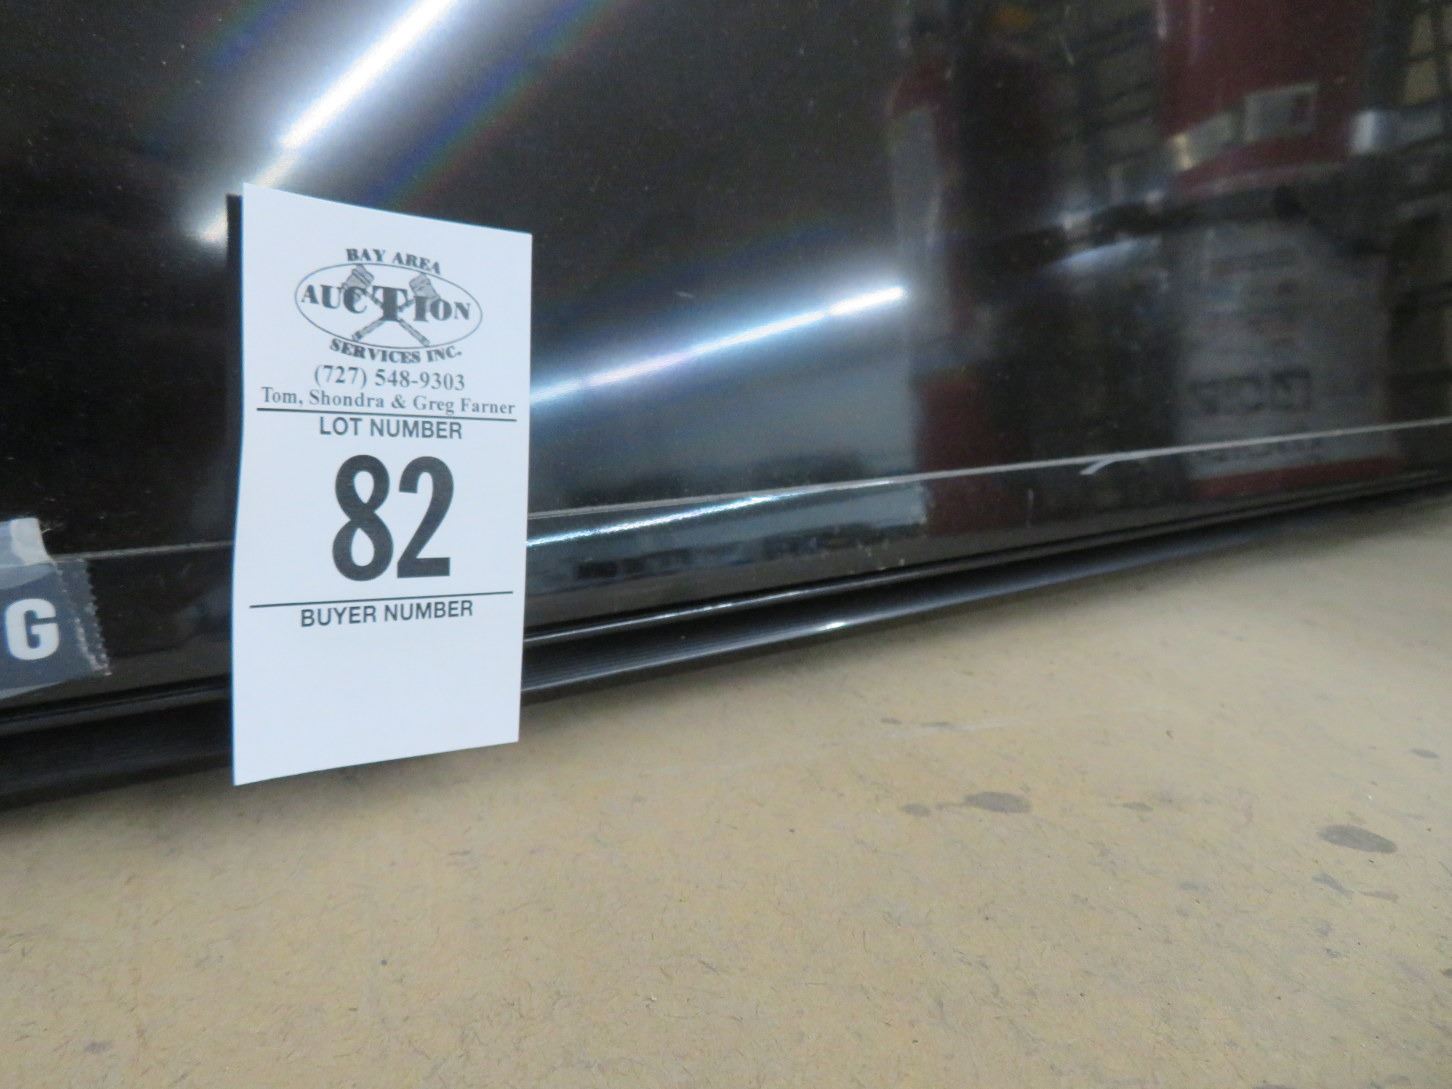 BAY AREA
AUCTION
SERVICES INC.
(727) 548-9303
Tom, Shondra & Greg Farner
LOT NUMBER
82
BUYER NUMBER
G